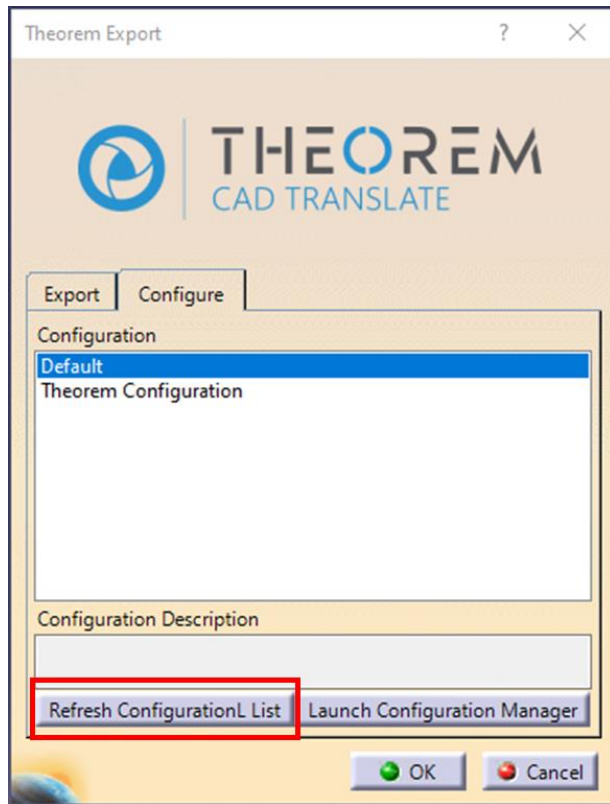 Theorem Export ? ×
THEOREM
CAD TRANSLATE
Export Configure
Configuration
Default
Theorem Configuration
Configuration Description
Refresh ConfigurationL List Launch Configuration Manager
OK Cancel